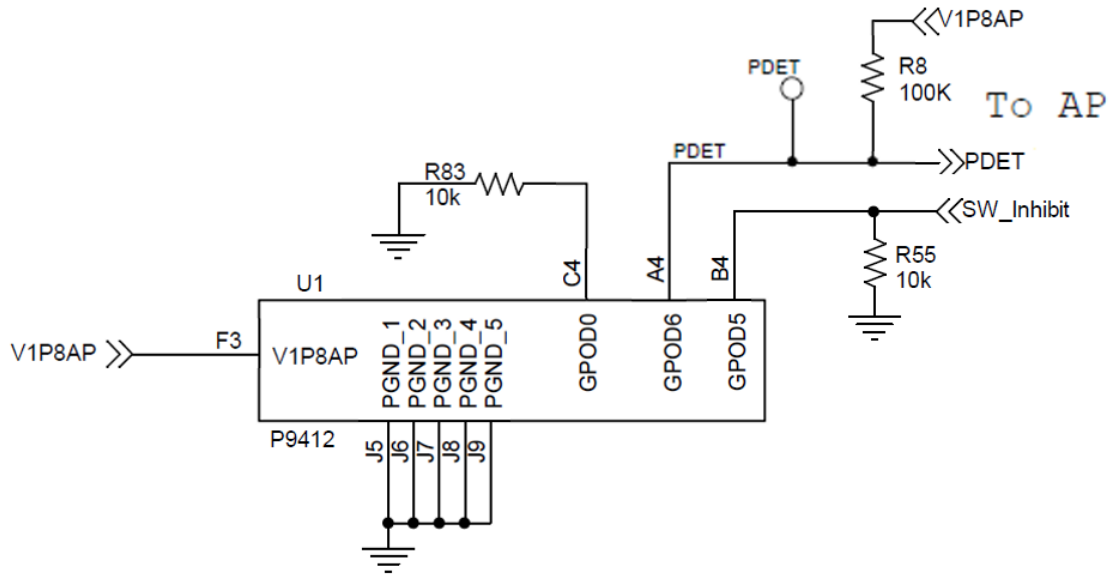 V1P8AP
R8
100K
To AP
PDET
PDET
PDET
R83
10k
SW_Inhibit
R55
10k
C4
A4
B4
U1
F3
V1P8AP
V1P8AP
PGND_1
PGND_2
PGND_3
PGND_4
PGND_5
GPOD0
GPOD6
GPOD5
P9412
J5
J6
J7
J8
J9